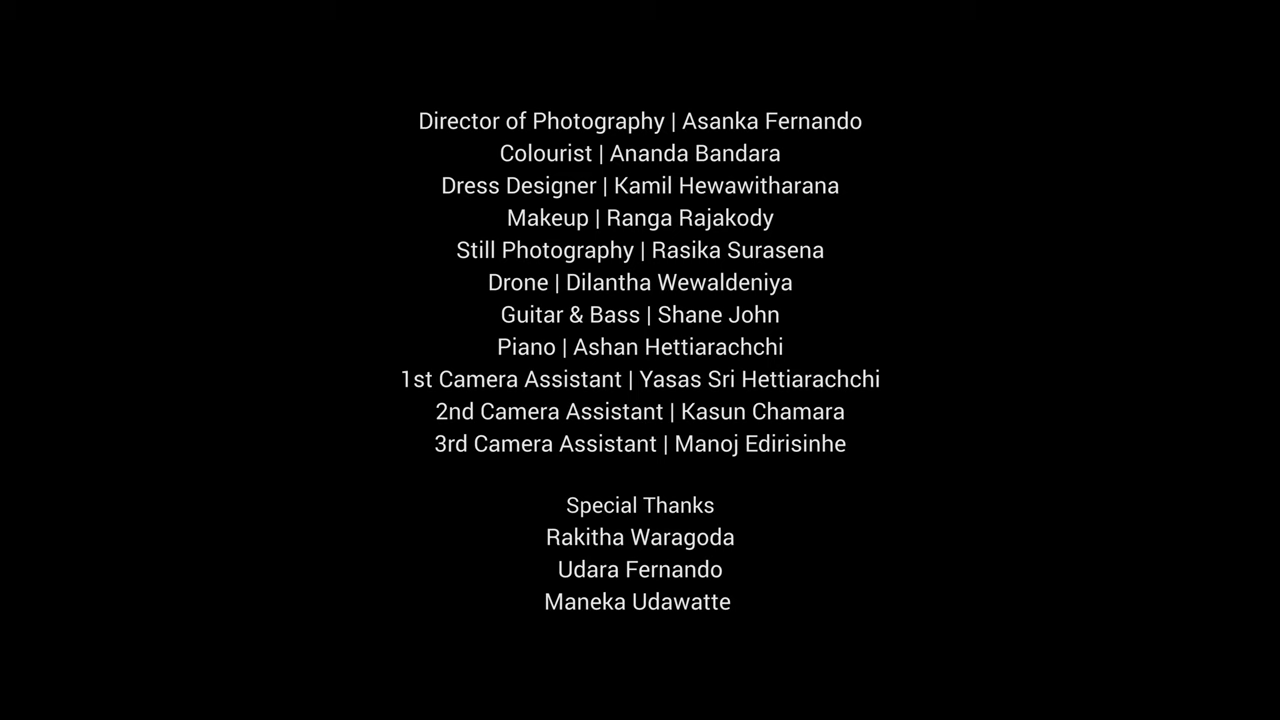 Director of Photography | Asanka Fernando
Colourist | Ananda Bandara
Dress Designer | Kamil Hewawitharana
Makeup | Ranga Rajakody
Still Photography | Rasika Surasena
Drone | Dilantha Wewaldeniya
Guitar & Bass | Shane John
Piano | Ashan Hettiarachchi
1st Camera Assistant | Yasas Sri Hettiarachchi
2nd Camera Assistant | Kasun Chamara
3rd Camera Assistant | Manoj Edirisinhe
Special Thanks
Rakitha Waragoda
Udara Fernando
Maneka Udawatte